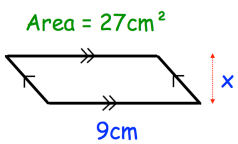 Area = 27cm²
x
9cm